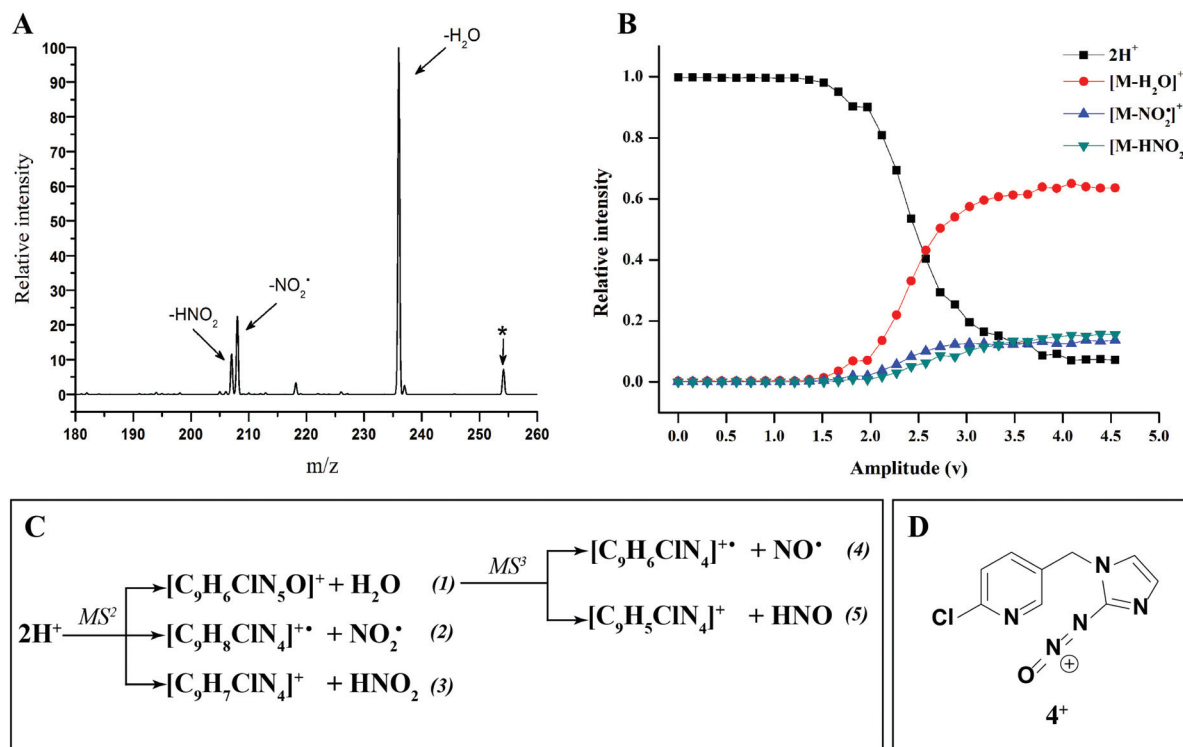 A
-H₂O
-NO₂•
-HNO₂
*
Relative intensity
100
90
80
70
60
50
40
30
20
10
0
180 190 200 210 220 230 240 250 260
m/z
B
2H⁺
[M-H₂O]⁺
[M-NO₂•]⁺
[M-HNO₂
Relative intensity
1.0
0.8
0.6
0.4
0.2
0.0
0.0 0.5 1.0 1.5 2.0 2.5 3.0 3.5 4.0 4.5 5.0
Amplitude (v)
C
2H⁺
MS²
[C₉H₆ClN₅O]⁺ + H₂O (1)
[C₉H₈ClN₄]⁺• + NO₂• (2)
[C₉H₇ClN₄]⁺ + HNO₂ (3)
MS³
[C₉H₆ClN₄]⁺• + NO• (4)
[C₉H₅ClN₄]⁺ + HNO (5)
D
Cl
N
N
N
N
N
O
+
4⁺